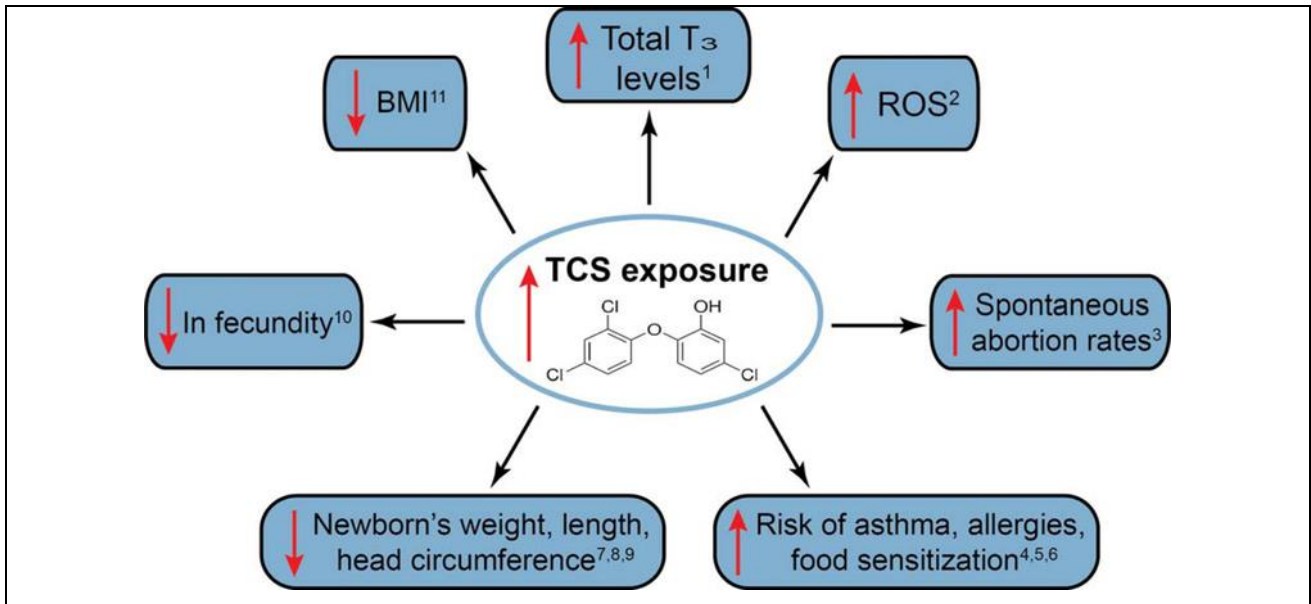 Total T₃
levels¹
BMI¹¹
ROS²
TCS exposure
Cl
OH
O
Cl
Cl
In fecundity¹⁰
Spontaneous
abortion rates³
Newborn's weight, length,
head circumference⁷,⁸,⁹
Risk of asthma, allergies,
food sensitization⁴,⁵,⁶